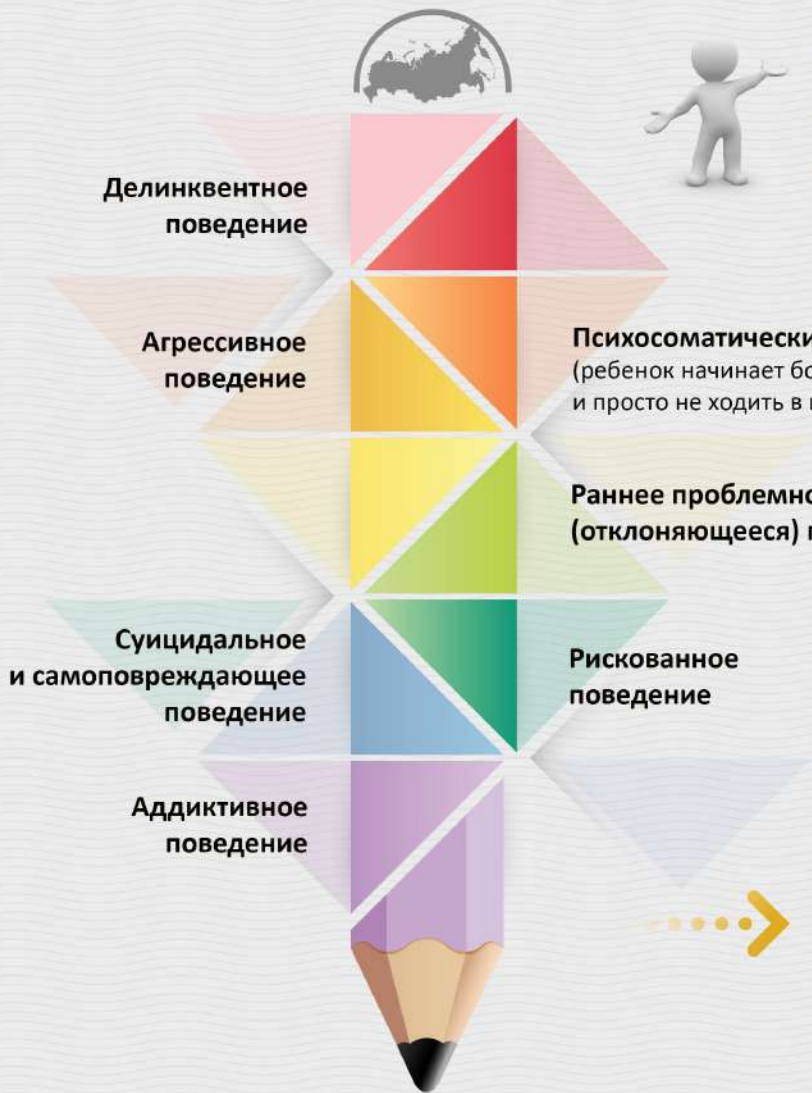 Делинквентное
поведение
Агрессивное
поведение
Психосоматически
(ребенок начинает бо
и просто не ходить в
Раннее проблемно
(отклоняющееся)
Суицидальное
и самоповреждающее
поведение
Рискованное
поведение
Аддиктивное
поведение